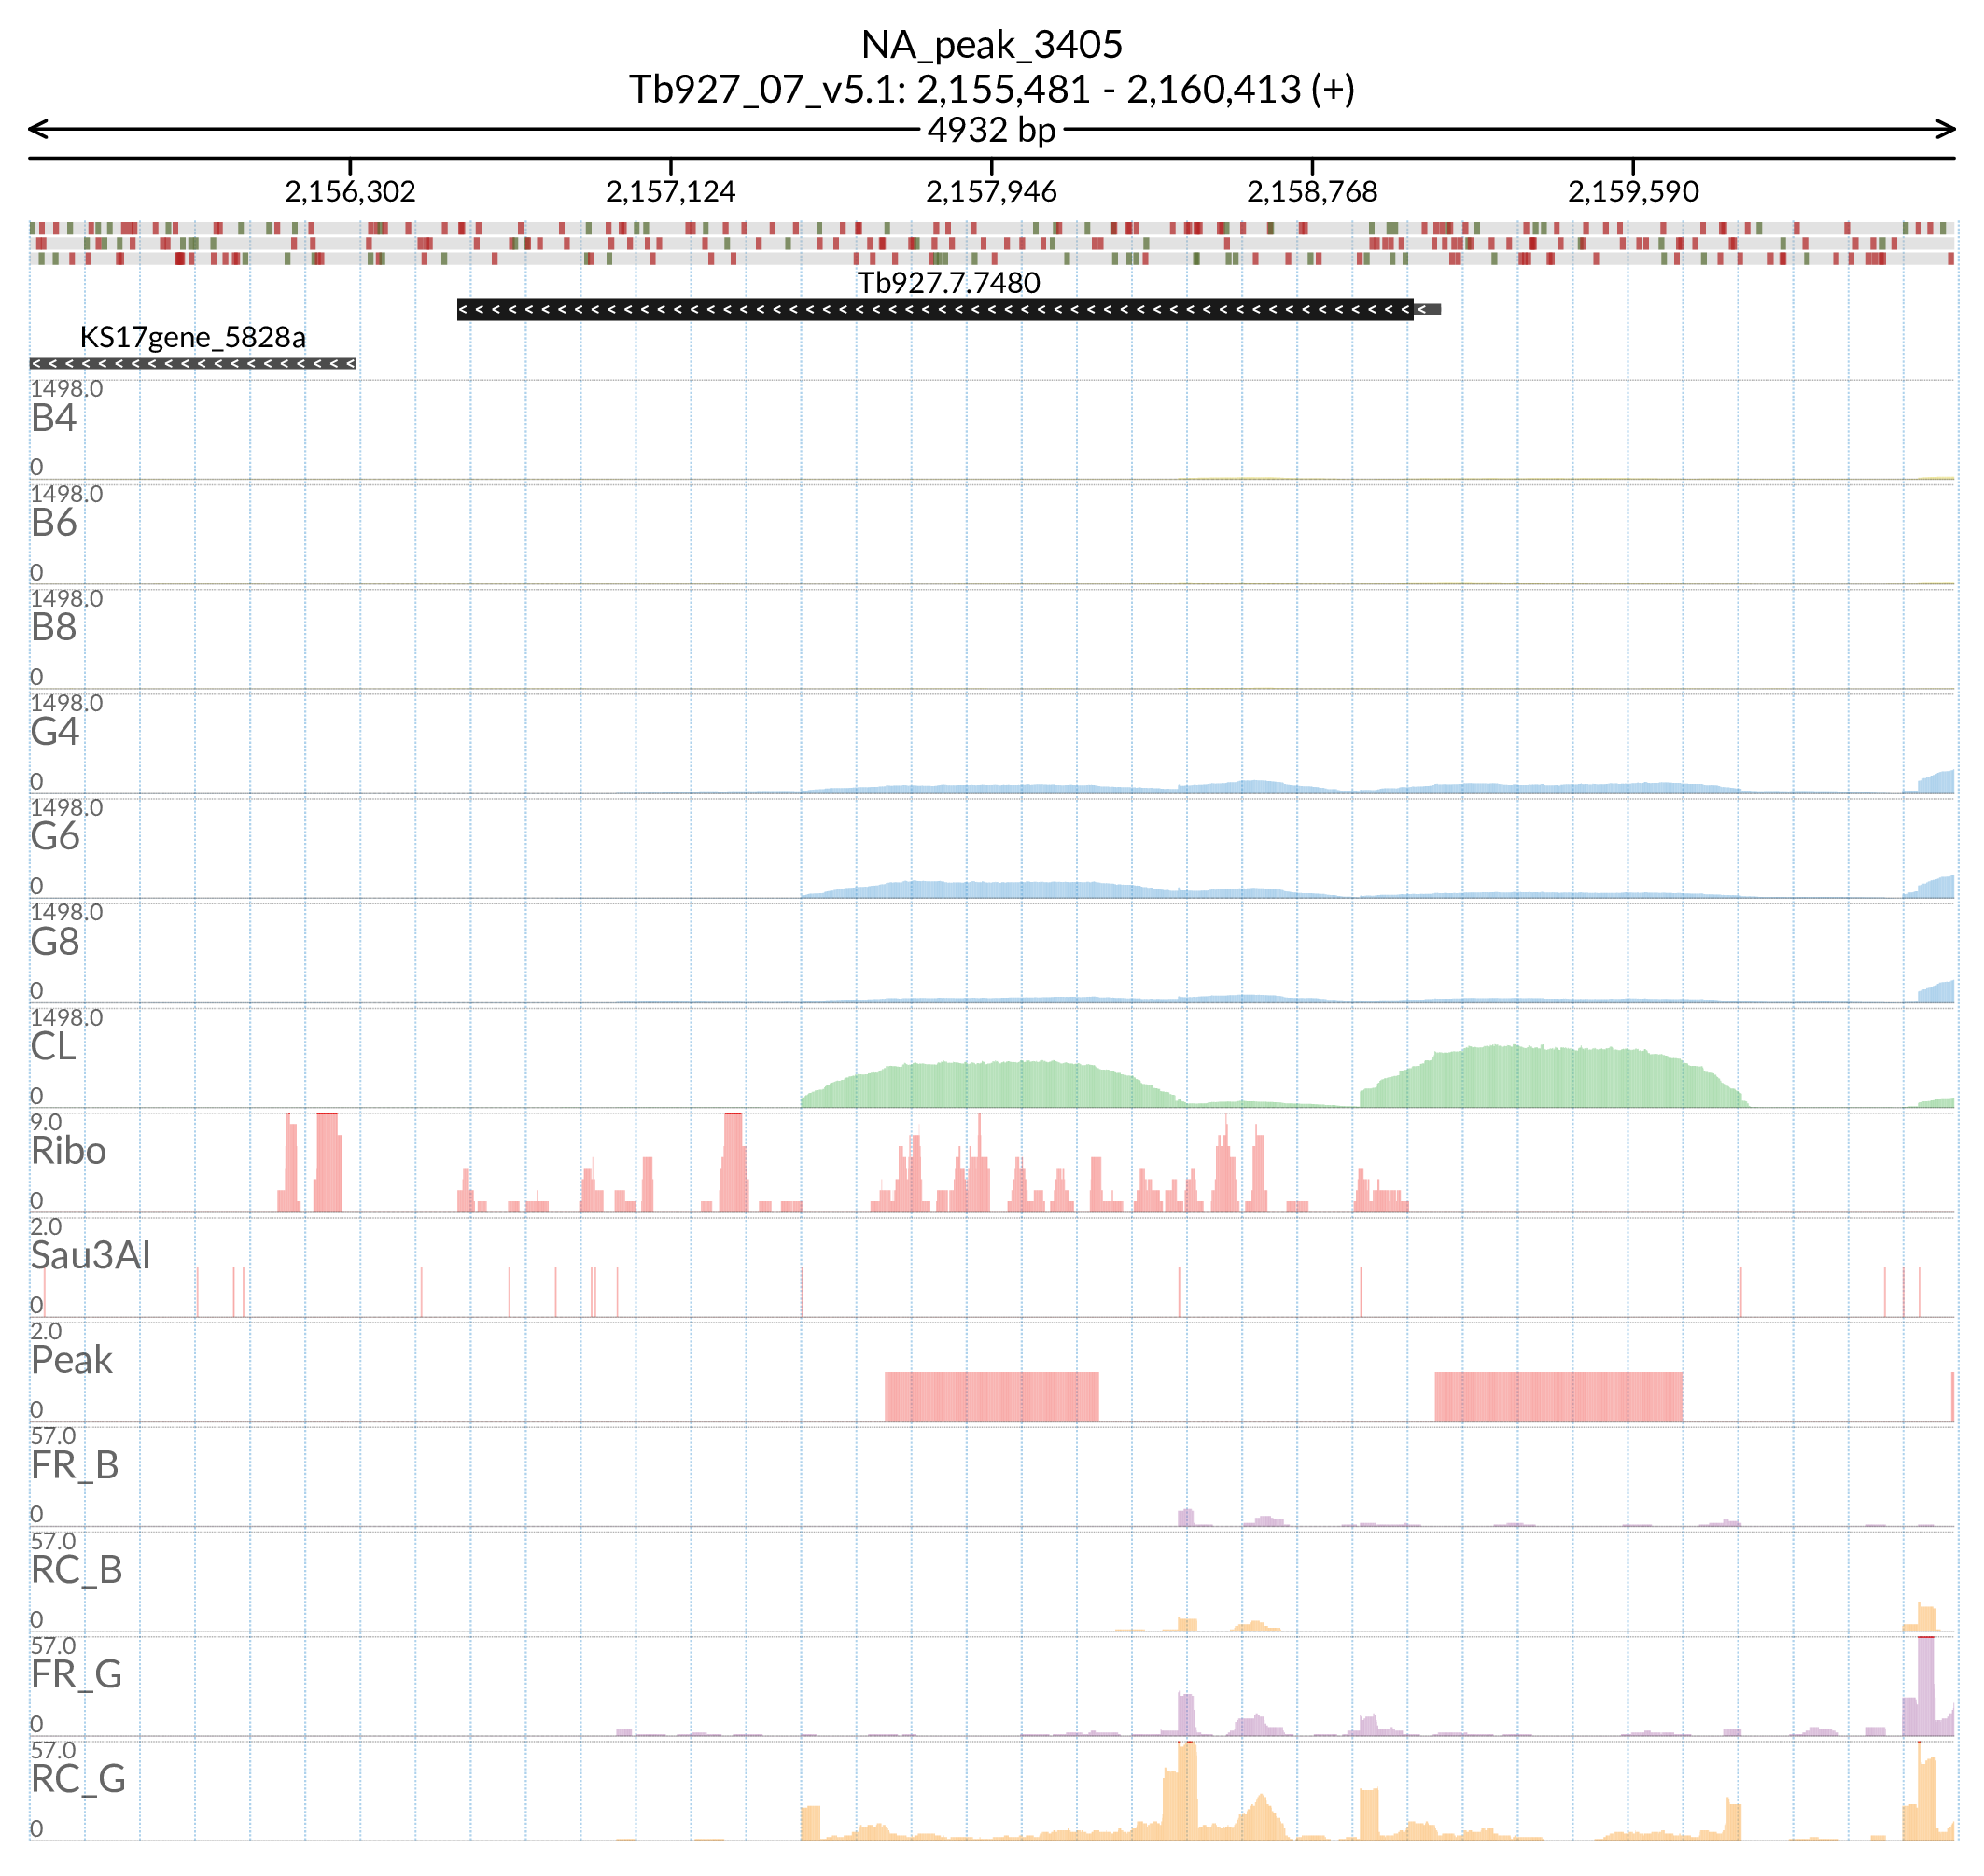 NA_peak_3405
Tb927_07_v5.1: 2,155,481 - 2,160,413 (+)
4932 bp
2,156,302 2,157,124 2,157,946 2,158,768 2,159,590
Tb927.7.7480
KS17gene_5828a
1498.0
B4
0
1498.0
B6
0
1498.0
B8
0
1498.0
G4
0
1498.0
G6
0
1498.0
G8
0
1498.0
CL
0
9.0
Ribo
0
2.0
Sau3AI
0
2.0
Peak
0
57.0
FR_B
0
57.0
RC_B
0
57.0
FR_G
0
57.0
RC_G
0